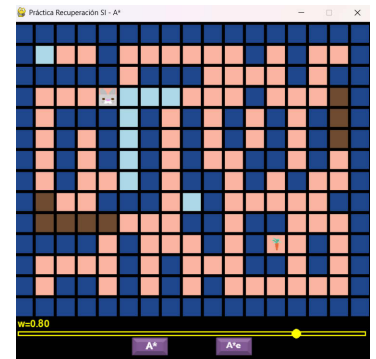 Práctica Recuperación SI - A*
w=0.80
A*
A*e